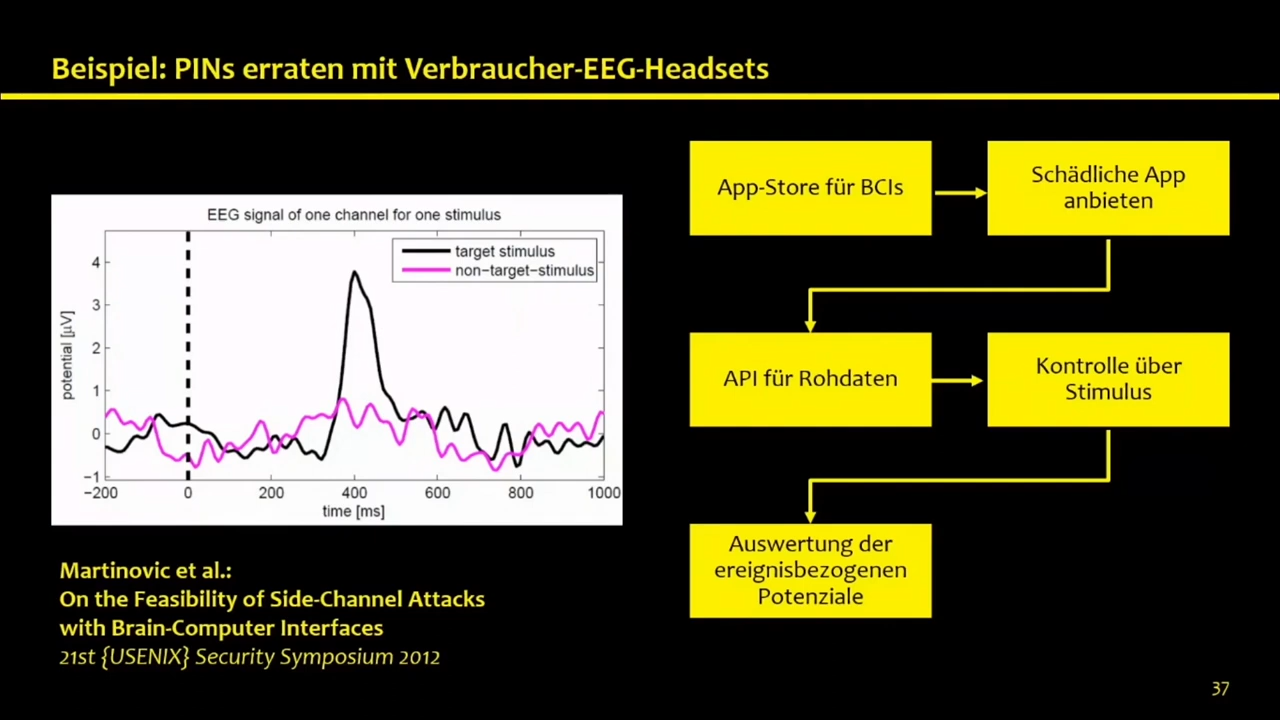 Beispiel: PINs erraten mit Verbraucher-EEG-Headsets
EEG signal of one channel for one stimulus
target stimulus
non-target-stimulus
potential [μV]
4
3
2
1
0
−1
−200
0
200
400
600
800
1000
time [ms]
Martinovic et al.:
On the Feasibility of Side-Channel Attacks
with Brain-Computer Interfaces
21st {USENIX} Security Symposium 2012
App-Store für BCIs
Schädliche App
anbieten
API für Rohdaten
Kontrolle über
Stimulus
Auswertung der
ereignisbezogenen
Potenziale
37